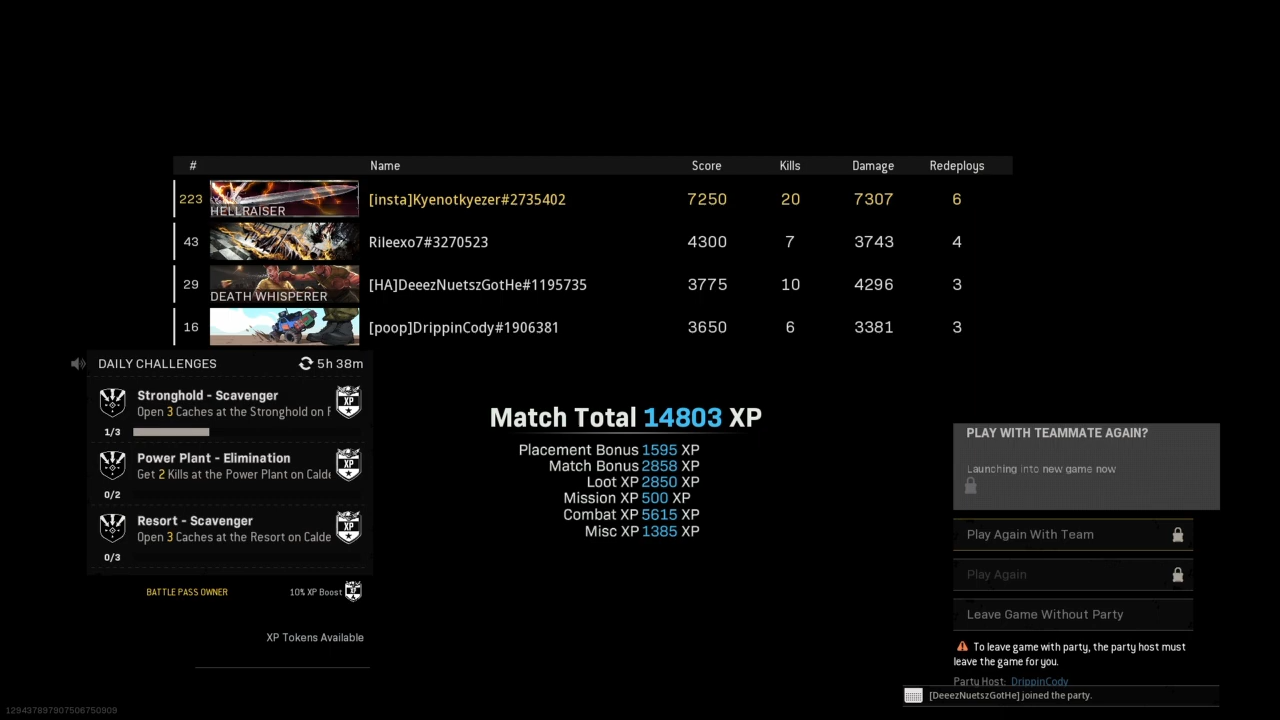 # Name Score Kills Damage Redeploys
223 HELLRAISER [insta]Kyenotkyezer#2735402 7250 20 7307 6
43 Rileexo7#3270523 4300 7 3743 4
29 DEATH WHISPERER [HA]DeeezNuetszGotHe#1195735 3775 10 4296 3
16 [poop]DrippinCody#1906381 3650 6 3381 3
DAILY CHALLENGES 5h 38m
Stronghold - Scavenger
Open 3 Caches at the Stronghold on
XP
1/3
Power Plant - Elimination
Get 2 Kills at the Power Plant on Calde
XP
0/2
Resort - Scavenger
Open 3 Caches at the Resort on Calde
XP
0/3
BATTLE PASS OWNER 10% XP Boost
XP Tokens Available
Match Total 14803 XP
Placement Bonus 1595 XP
Match Bonus 2858 XP
Loot XP 2850 XP
Mission XP 500 XP
Combat XP 5615 XP
Misc XP 1385 XP
PLAY WITH TEAMMATE AGAIN?
Launching into new game now
Play Again With Team
Play Again
Leave Game Without Party
To leave game with party, the party host must
leave the game for you.
Party Host: DrippinCody
[DeeezNuetszGotHe] joined the party.
129437897907506750909